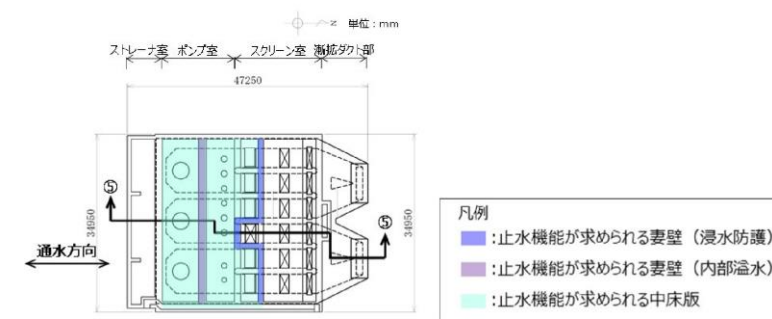 N 単位：mm
ストレーナ室 ポンプ室 スクリーン室 漸拡ダクト部
47250
⑤
34950
⑤
34950
通水方向
凡例
：止水機能が求められる妻壁（浸水防護）
：止水機能が求められる妻壁（内部溢水）
：止水機能が求められる中床版